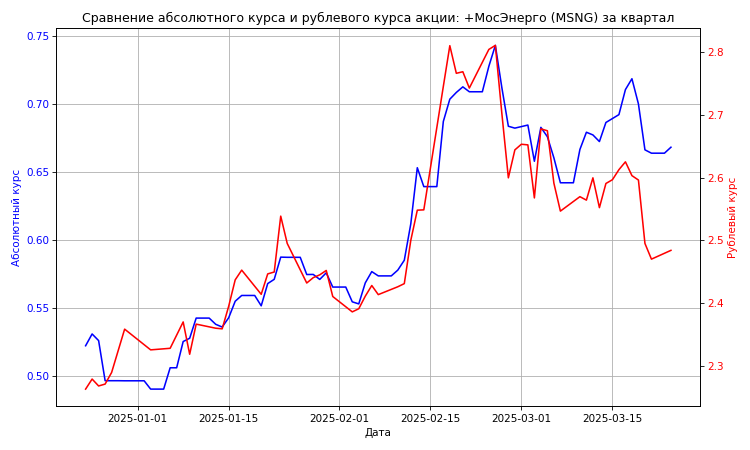 Сравнение абсолютного курса и рублевого курса акции: +МосЭнерго (MSNG) за квартал
0.75
0.70
0.65
0.60
0.55
0.50
Абсолютный курс
2.8
2.7
2.6
2.5
2.4
2.3
Рублевый курс
2025-01-01 2025-01-15 2025-02-01 2025-02-15 2025-03-01 2025-03-15
Дата